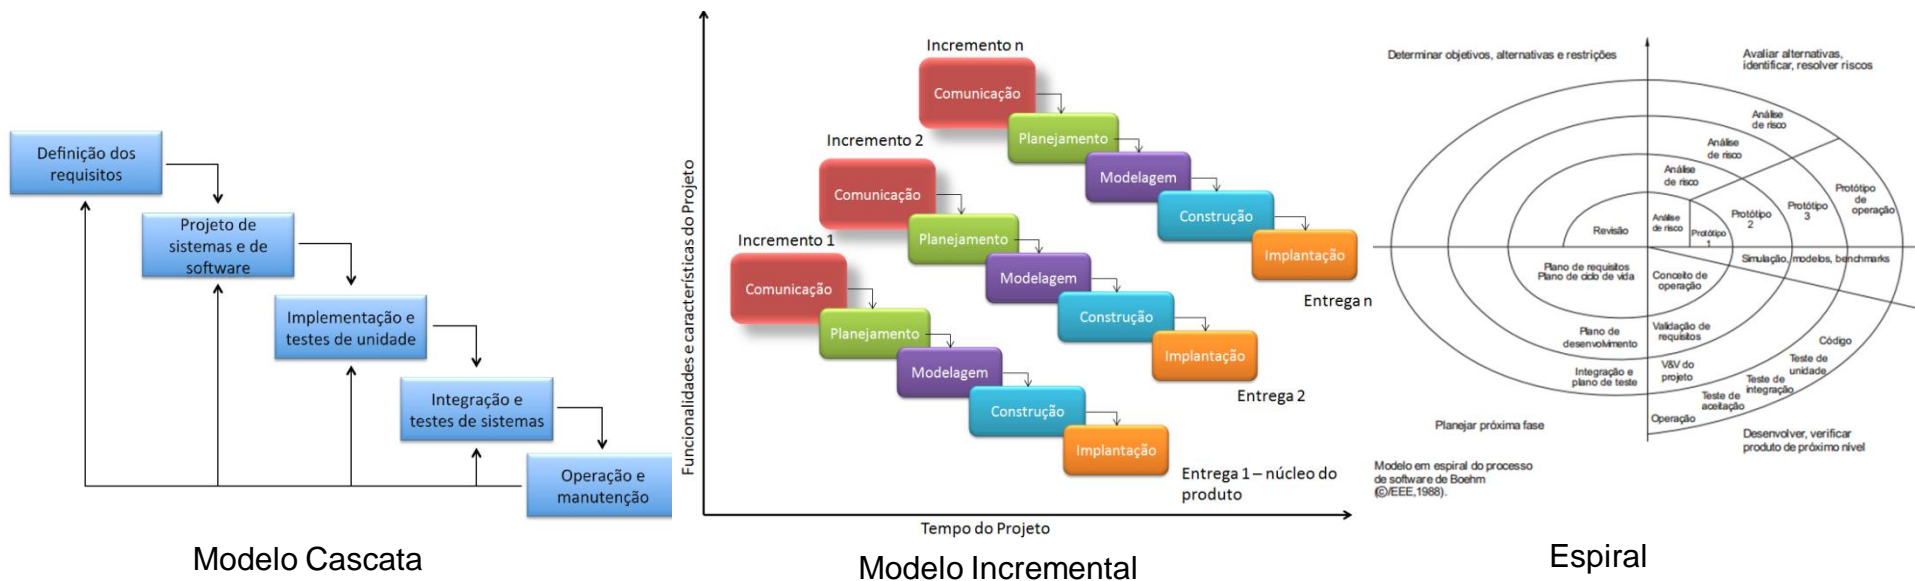 Definição dos
requisitos
Projeto de
sistemas e de
software
Implementação e
testes de unidade
Integração e
testes de sistemas
Operação e
manutenção
Modelo Cascata
Funcionalidades e características do Projeto
Incremento n
Comunicação
Planejamento
Modelagem
Construção
Implantação
Entrega n
Incremento 2
Comunicação
Planejamento
Modelagem
Construção
Implantação
Entrega 2
Incremento 1
Comunicação
Planejamento
Modelagem
Construção
Implantação
Entrega 1 – núcleo do
produto
Tempo do Projeto
Modelo Incremental
Determinar objetivos, alternativas e restrições
Avaliar alternativas,
identificar, resolver riscos
Análise
de risco
Análise
de risco
Análise
de risco
Análise
de risco
Protótipo
1
Protótipo
2
Protótipo
3
Protótipo
de
operação
Revisão
Simulação, modelos, benchmarks
Plano de requisitos
Plano de ciclo de vida
Conceito de
operação
Plano de
desenvolvimento
Validação de
requisitos
Integração e
plano de teste
V&V do
projeto
Código
Teste de
unidade
Teste de
integração
Teste de
aceitação
Operação
Planejar próxima fase
Desenvolver, verificar
produto de próximo nível
Modelo em espiral do processo
de software de Boehm
(©/EEE,1988).
Espiral